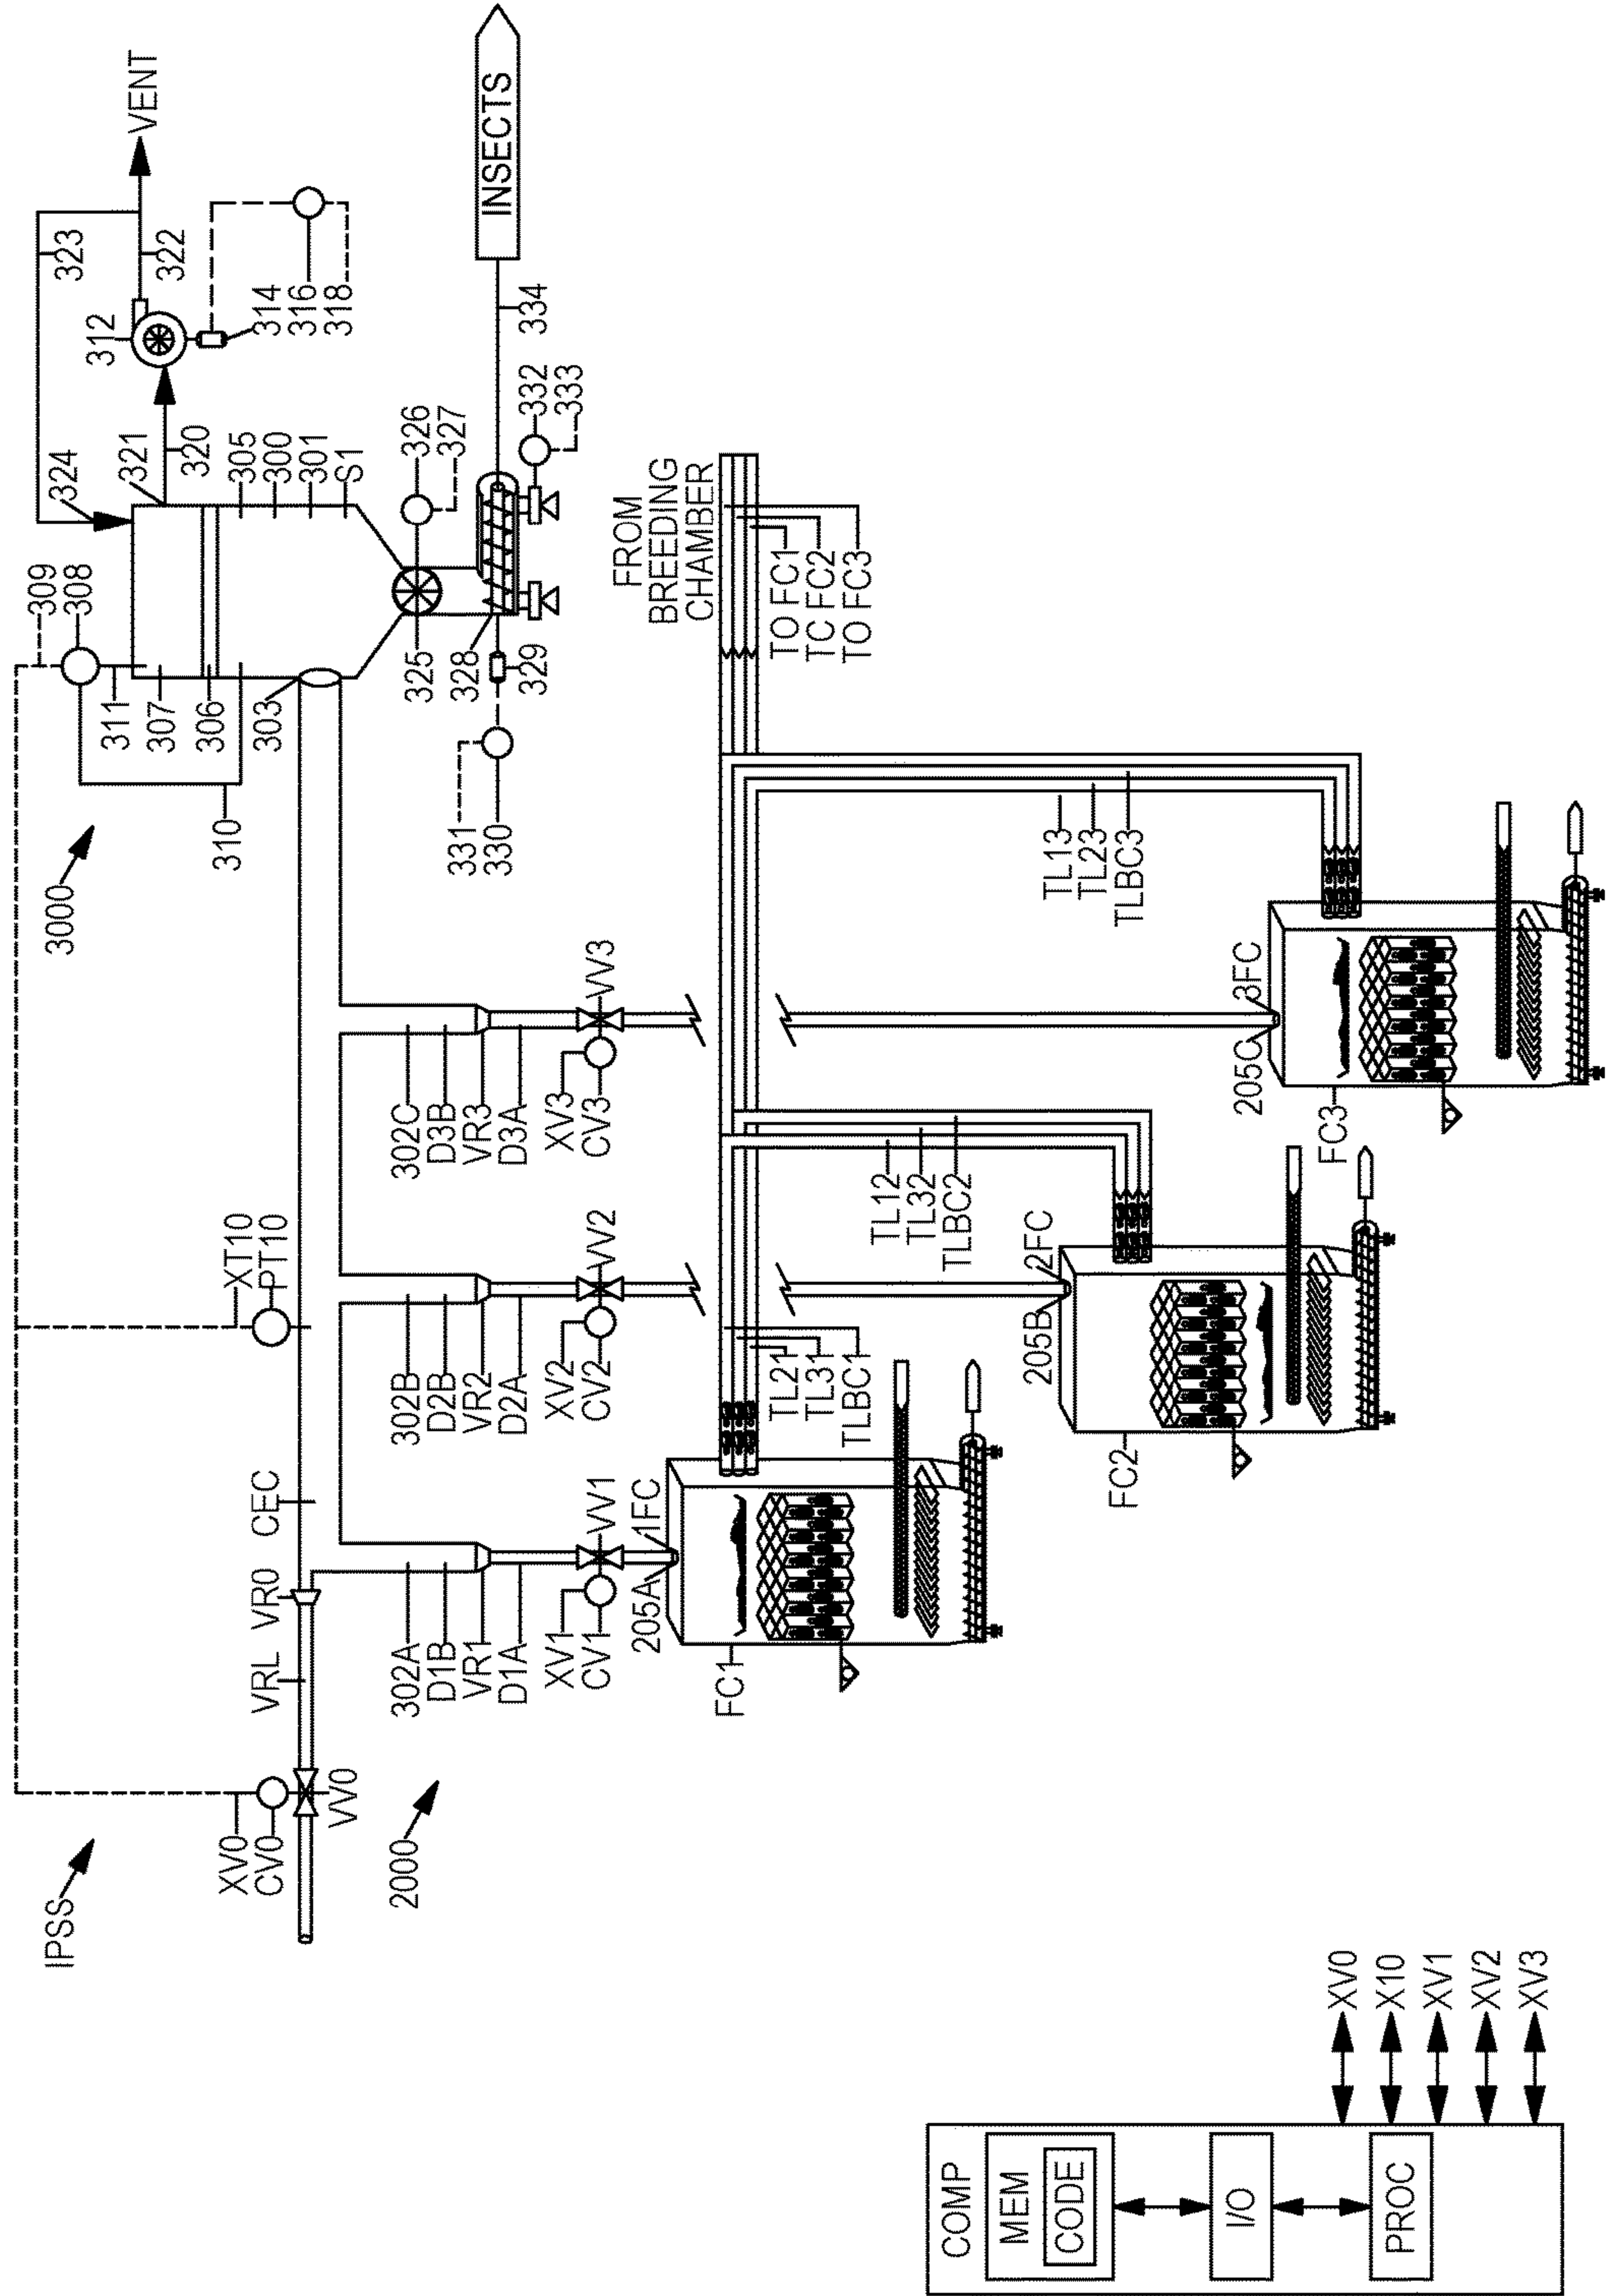 IPSS
XV0
CV0
VV0
VRL
VR0
CEC
XT10
PT10
3000
2000
309
308
311
307
306
303
310
324
321
320
305
300
301
S1
323
322
VENT
312
314
316
318
326
327
325
328
329
331
330
332
333
334
INSECTS
302A
D1B
VR1
D1A
XV1
CV1
VV1
302B
D2B
VR2
D2A
XV2
CV2
VV2
302C
D3B
VR3
D3A
XV3
CV3
VV3
FROM
BREEDING
CHAMBER
TO FC1
TC FC2
TO FC3
205A
1FC
FC1
TL21
TL31
TLBC1
205B
2FC
FC2
TL12
TL32
TLBC2
205C
3FC
FC3
TL13
TL23
TLBC3
COMP
MEM
CODE
I/O
PROC
XV0
X10
XV1
XV2
XV3